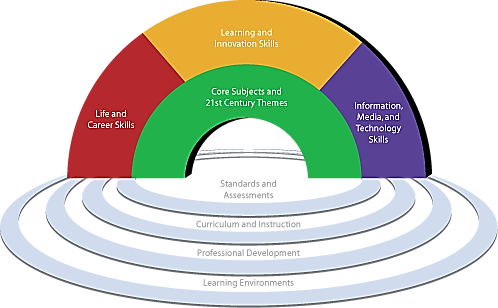 Learning and
Innovation Skills
Core Subjects and
21st Century Themes
Life and
Career Skills
Information,
Media, and
Technology
Skills
Standards and
Assessments
Curriculum and Instruction
Professional Development
Learning Environments